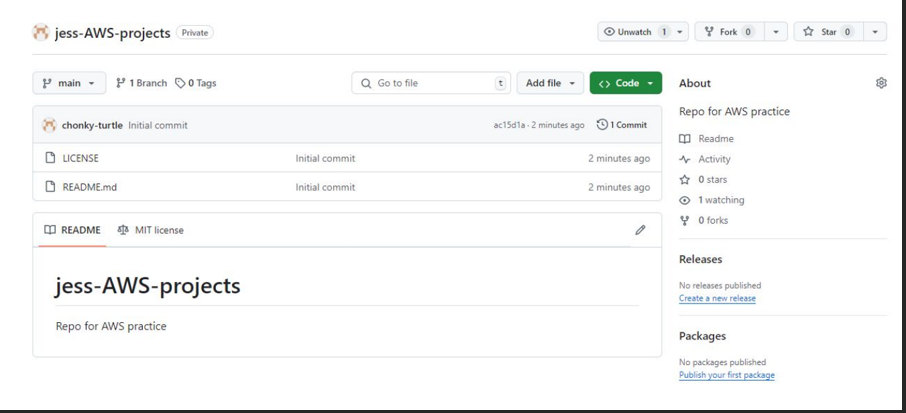 jess-AWS-projects Private Unwatch 1 Fork 0 Star 0
main 1 Branch 0 Tags Go to file t Add file Code
chonky-turtle Initial commit ac15d1a · 2 minutes ago 1 Commit
LICENSE Initial commit 2 minutes ago
README.md Initial commit 2 minutes ago
README MIT license
jess-AWS-projects
Repo for AWS practice
About
Repo for AWS practice
Readme
Activity
0 stars
1 watching
0 forks
Releases
No releases published
Create a new release
Packages
No packages published
Publish your first package